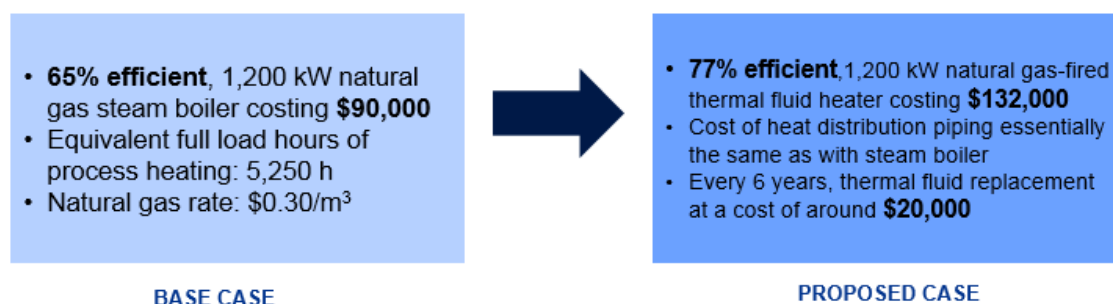 • 65% efficient, 1,200 kW natural
gas steam boiler costing $90,000
• Equivalent full load hours of
process heating: 5,250 h
• Natural gas rate: $0.30/m³
BASE CASE
• 77% efficient,1,200 kW natural gas-fired
thermal fluid heater costing $132,000
• Cost of heat distribution piping essentially
the same as with steam boiler
• Every 6 years, thermal fluid replacement
at a cost of around $20,000
PROPOSED CASE